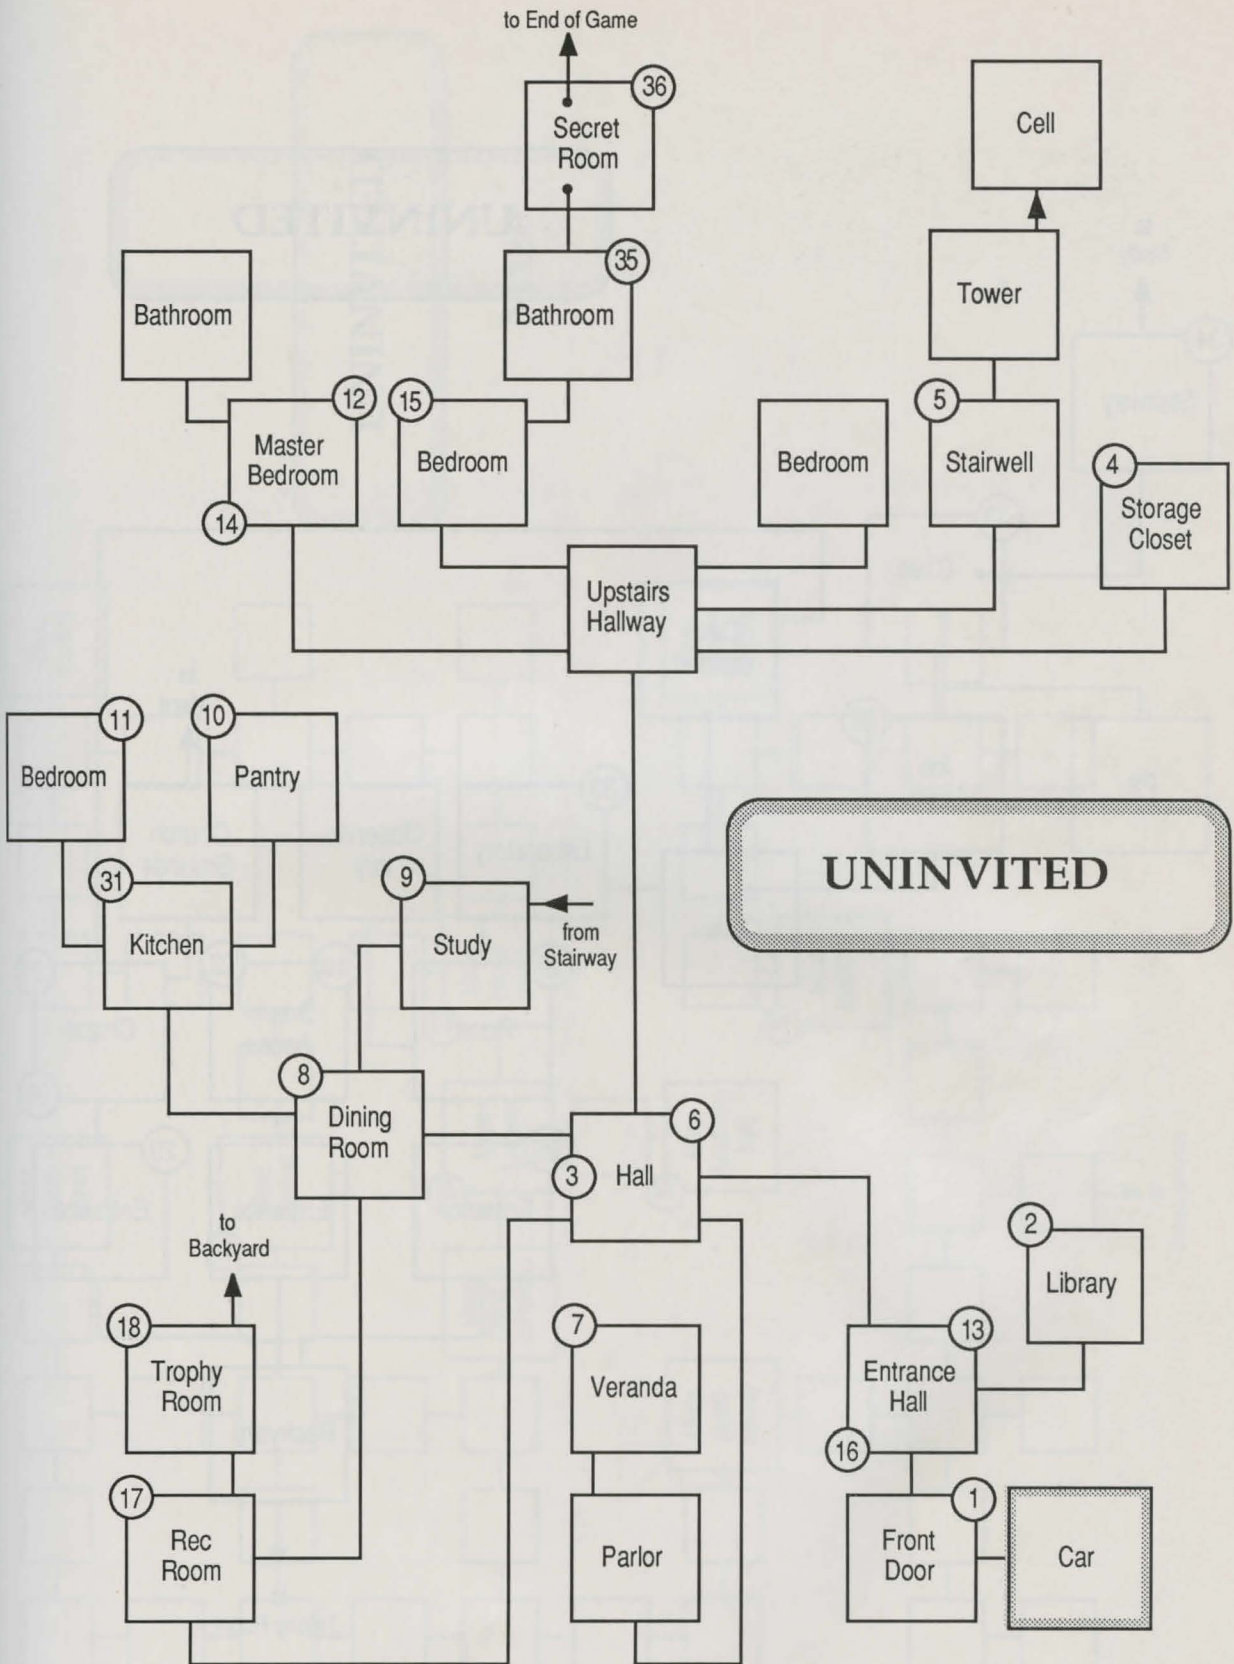 to End of Game
36
Secret
Room
Cell
35
Bathroom
Bathroom
Tower
12
15
5
Master
Bedroom
Bedroom
Bedroom
Stairwell
4
Storage
Closet
14
Upstairs
Hallway
11
10
Bedroom
Pantry
UNINVITED
31
9
Kitchen
Study
from
Stairway
8
Dining
Room
6
3
Hall
to
Backyard
2
Library
18
Trophy
Room
7
Veranda
13
Entrance
Hall
16
17
Rec
Room
Parlor
1
Front
Door
Car